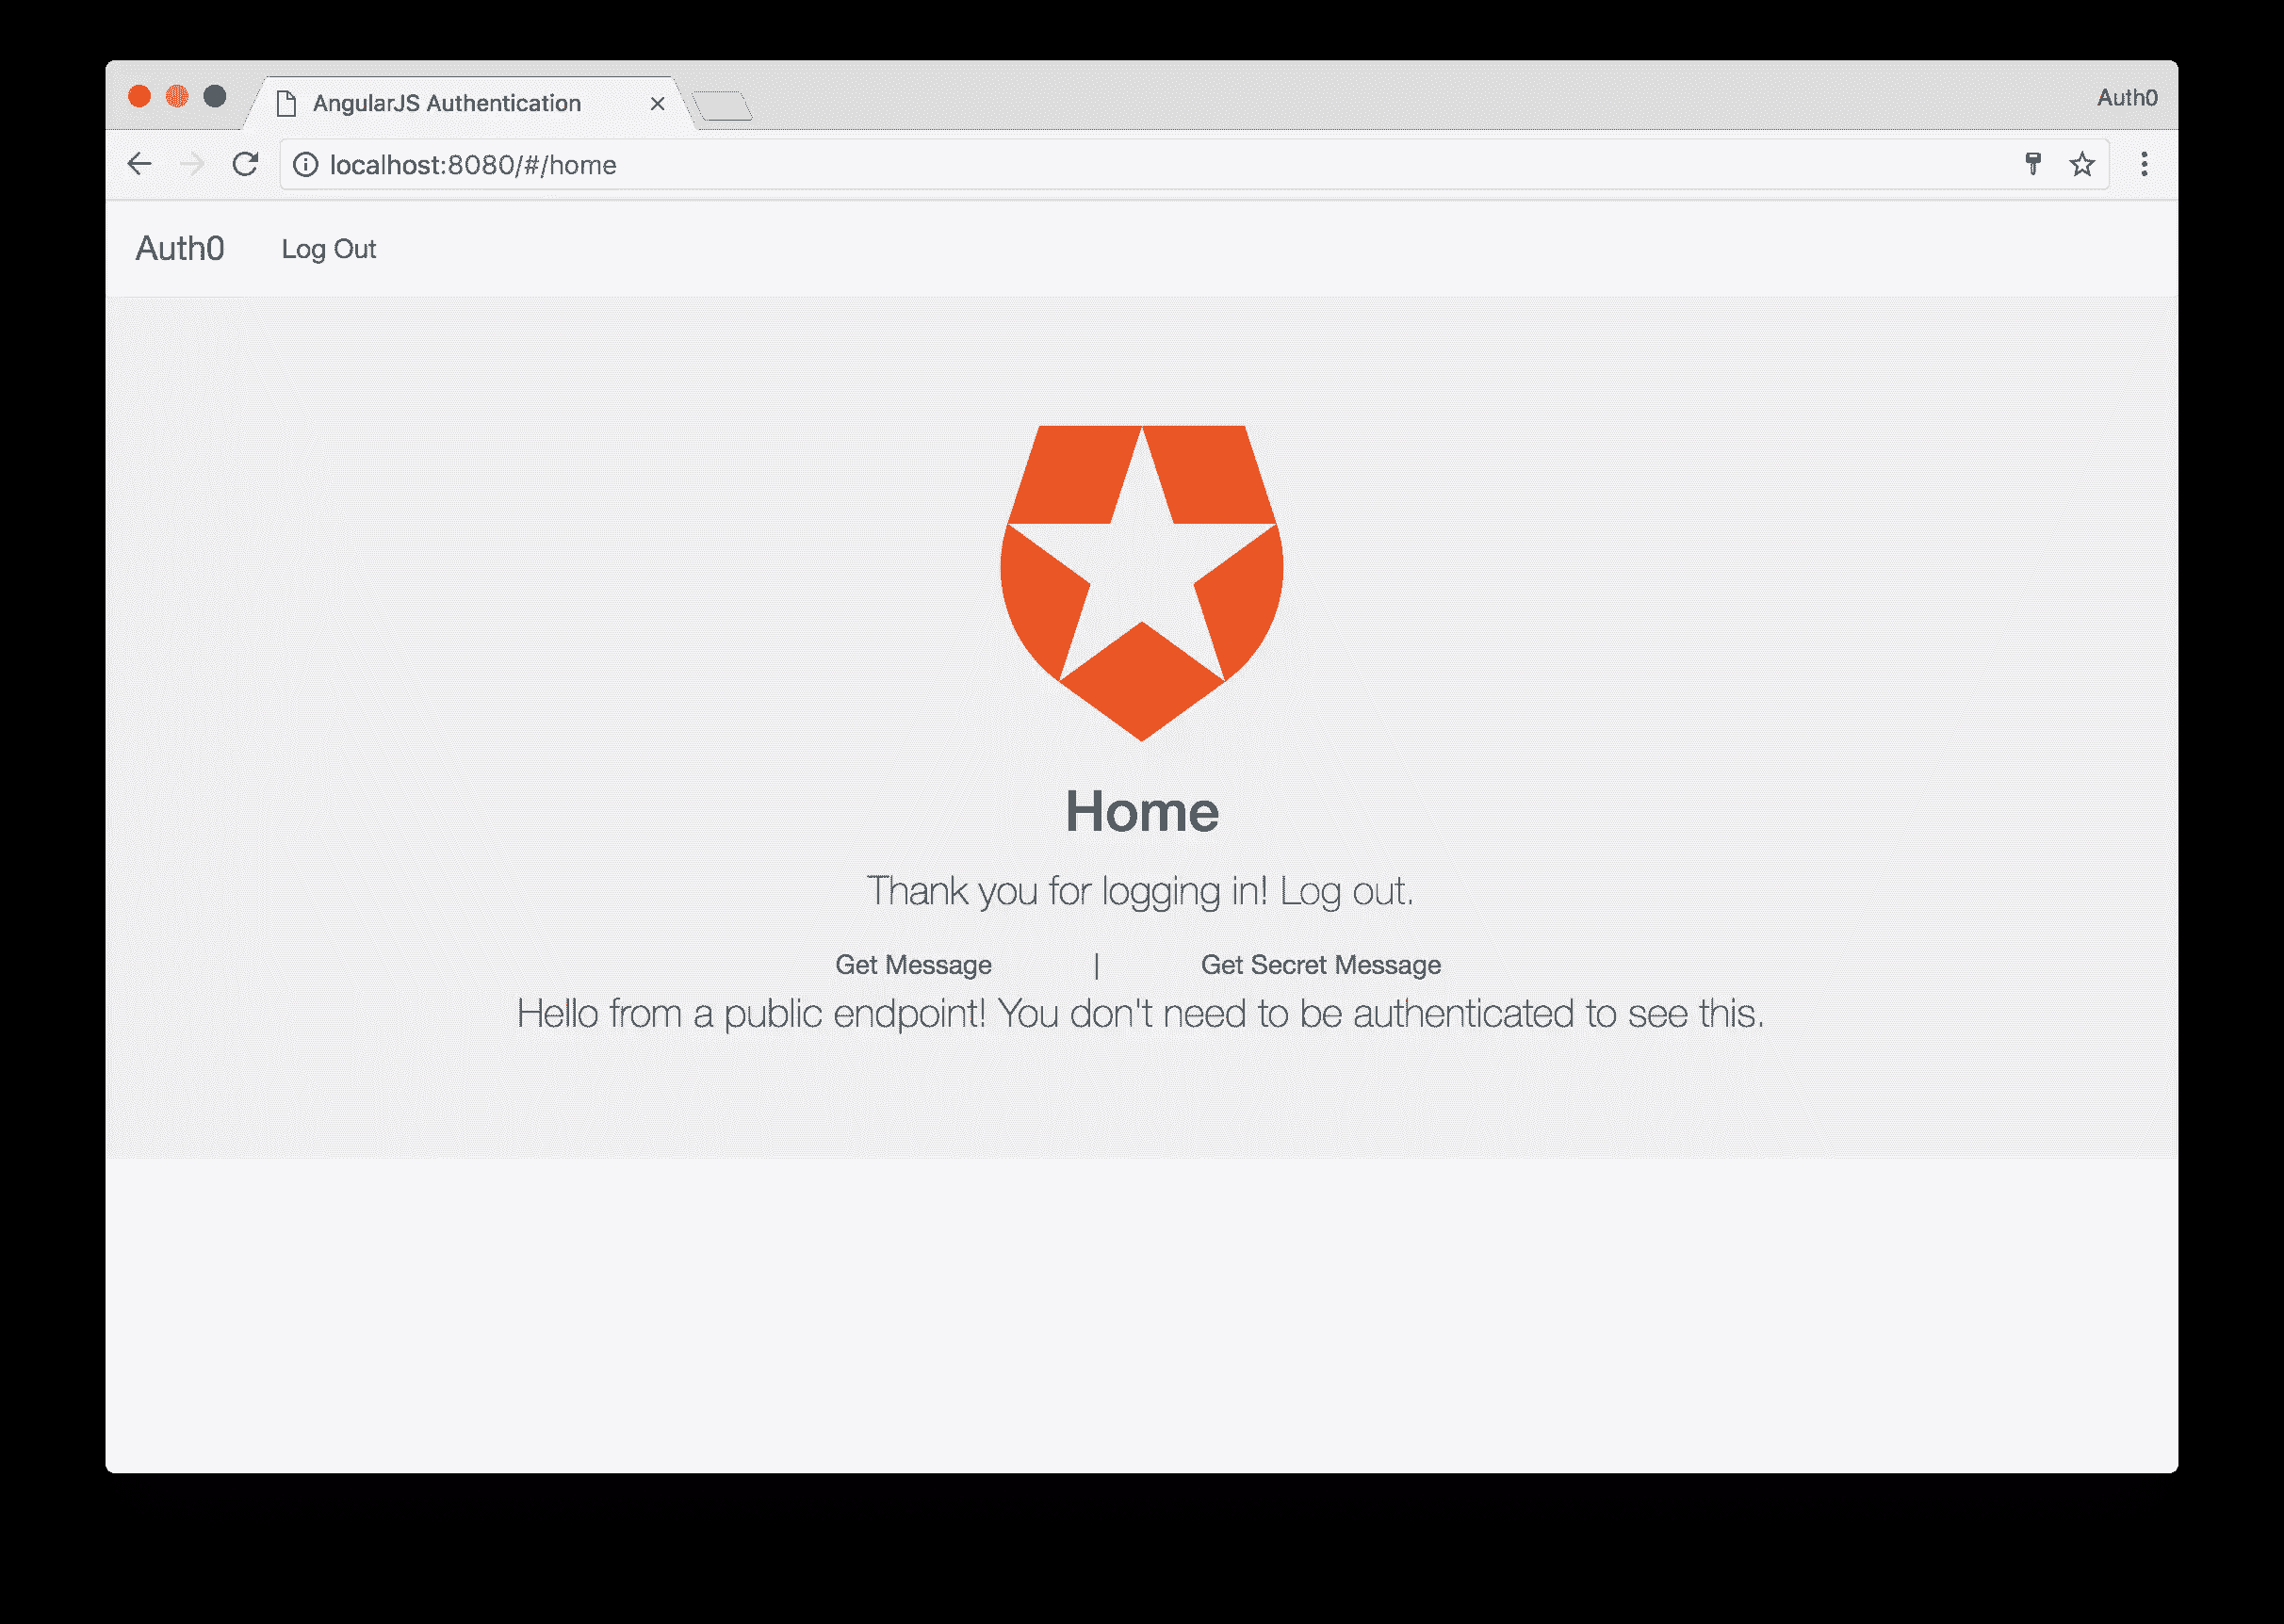 AngularJS Authentication
Auth0
localhost:8080/#/home
Auth0 Log Out
Home
Thank you for logging in! Log out.
Get Message | Get Secret Message
Hello from a public endpoint! You don't need to be authenticated to see this.